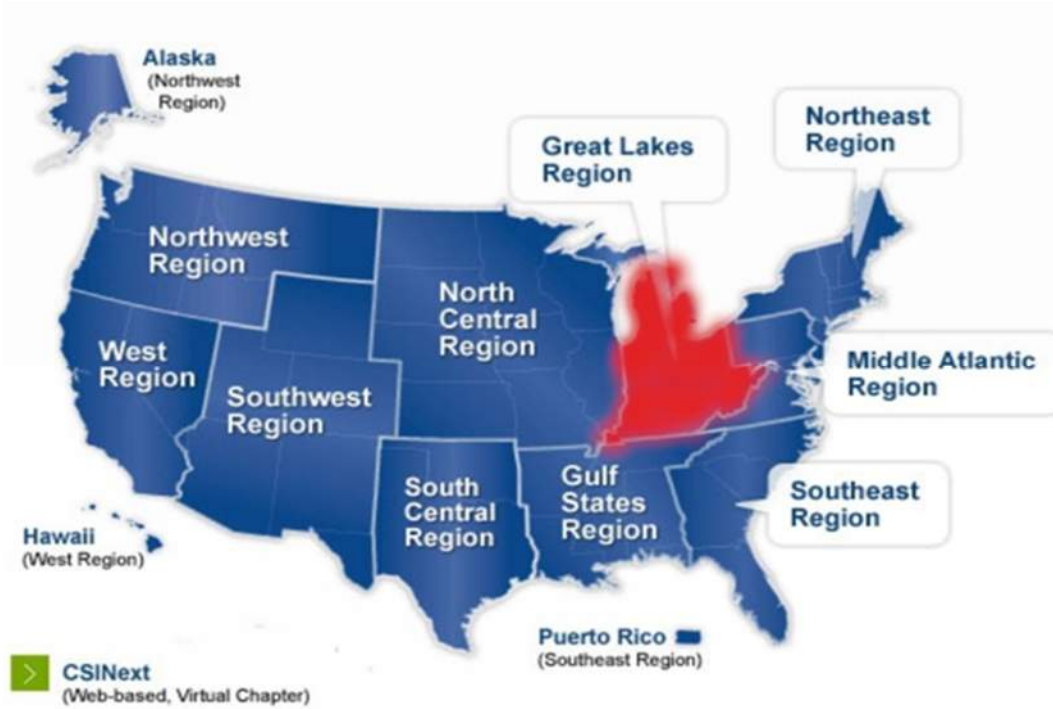 Alaska
(Northwest
Region)
Northeast
Region
Great Lakes
Region
Northwest
Region
North
Central
Region
West
Region
Middle Atlantic
Region
Southwest
Region
Gulf
States
Region
South
Central
Region
Southeast
Region
Hawaii
(West Region)
Puerto Rico
(Southeast Region)
CSINext
(Web-based, Virtual Chapter)